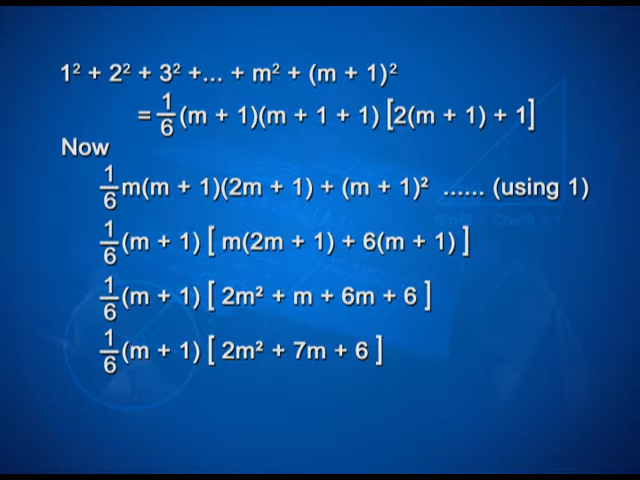 1² + 2² + 3² +... + m² + (m + 1)²
= 1/6 (m + 1)(m + 1 + 1) [2(m + 1) + 1]
Now
1/6 m(m + 1)(2m + 1) + (m + 1)² ...... (using 1)
1/6 (m + 1) [ m(2m + 1) + 6(m + 1) ]
1/6 (m + 1) [ 2m² + m + 6m + 6 ]
1/6 (m + 1) [ 2m² + 7m + 6 ]